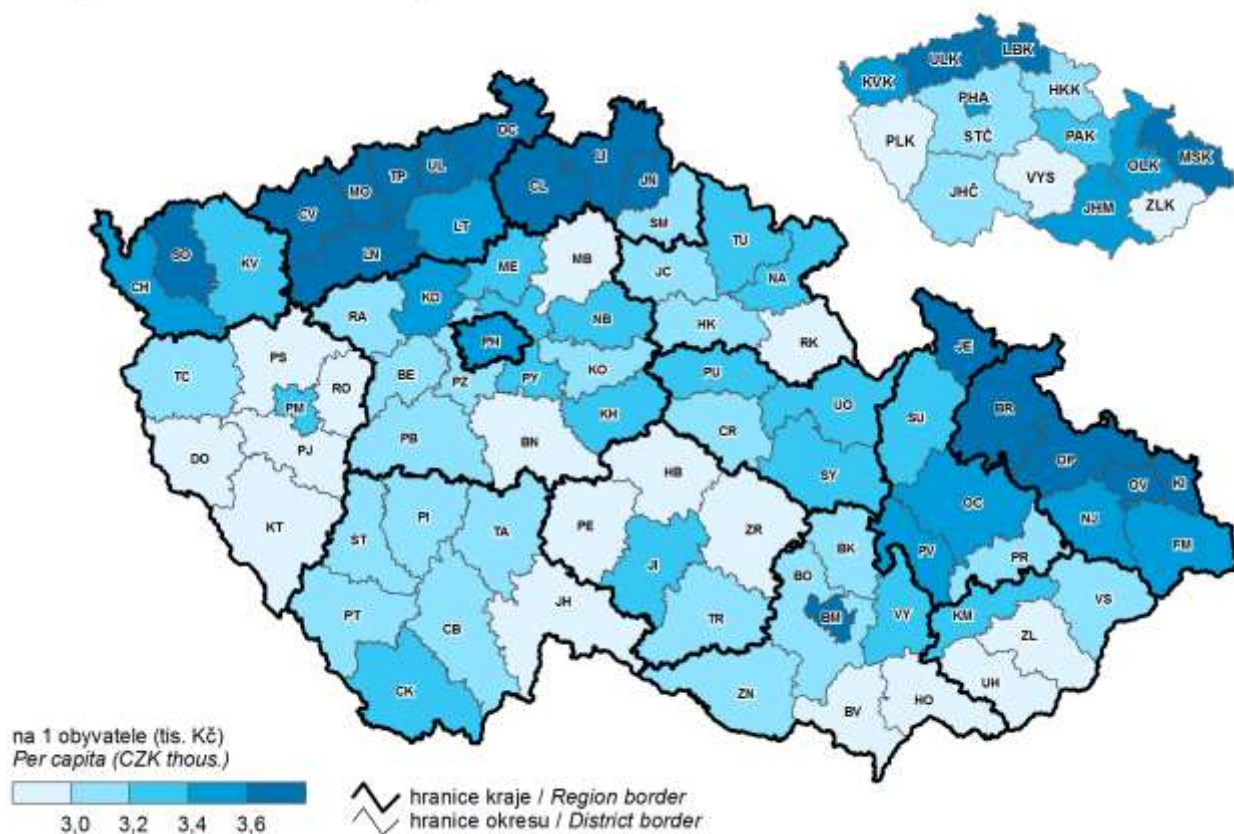 ULK
LBK
KVK
HKK
PHA
STČ
PAK
PLK
OLK
MSK
VYS
JHČ
JHM
ZLK
DC
LI
UL
TP
MO
CL
JN
CV
LT
SM
LN
TU
SO
KV
ME
MB
JC
NA
CH
KD
RA
NB
HK
PH
RK
PS
JE
TC
BE
PZ
PY
KO
PU
RO
PM
UO
SU
BR
KH
PB
BN
CR
DO
PJ
OP
HB
SY
OV
KI
OC
NJ
KT
PI
ST
TA
PE
ZR
FM
BK
PV
PR
JI
BO
VS
JH
PT
CB
TR
BM
VY
KM
ZL
CK
ZN
UH
HO
BV
na 1 obyvatele (tis. Kč)
Per capita (CZK thous.)
3,0 3,2 3,4 3,6
hranice kraje / Region border
hranice okresu / District border